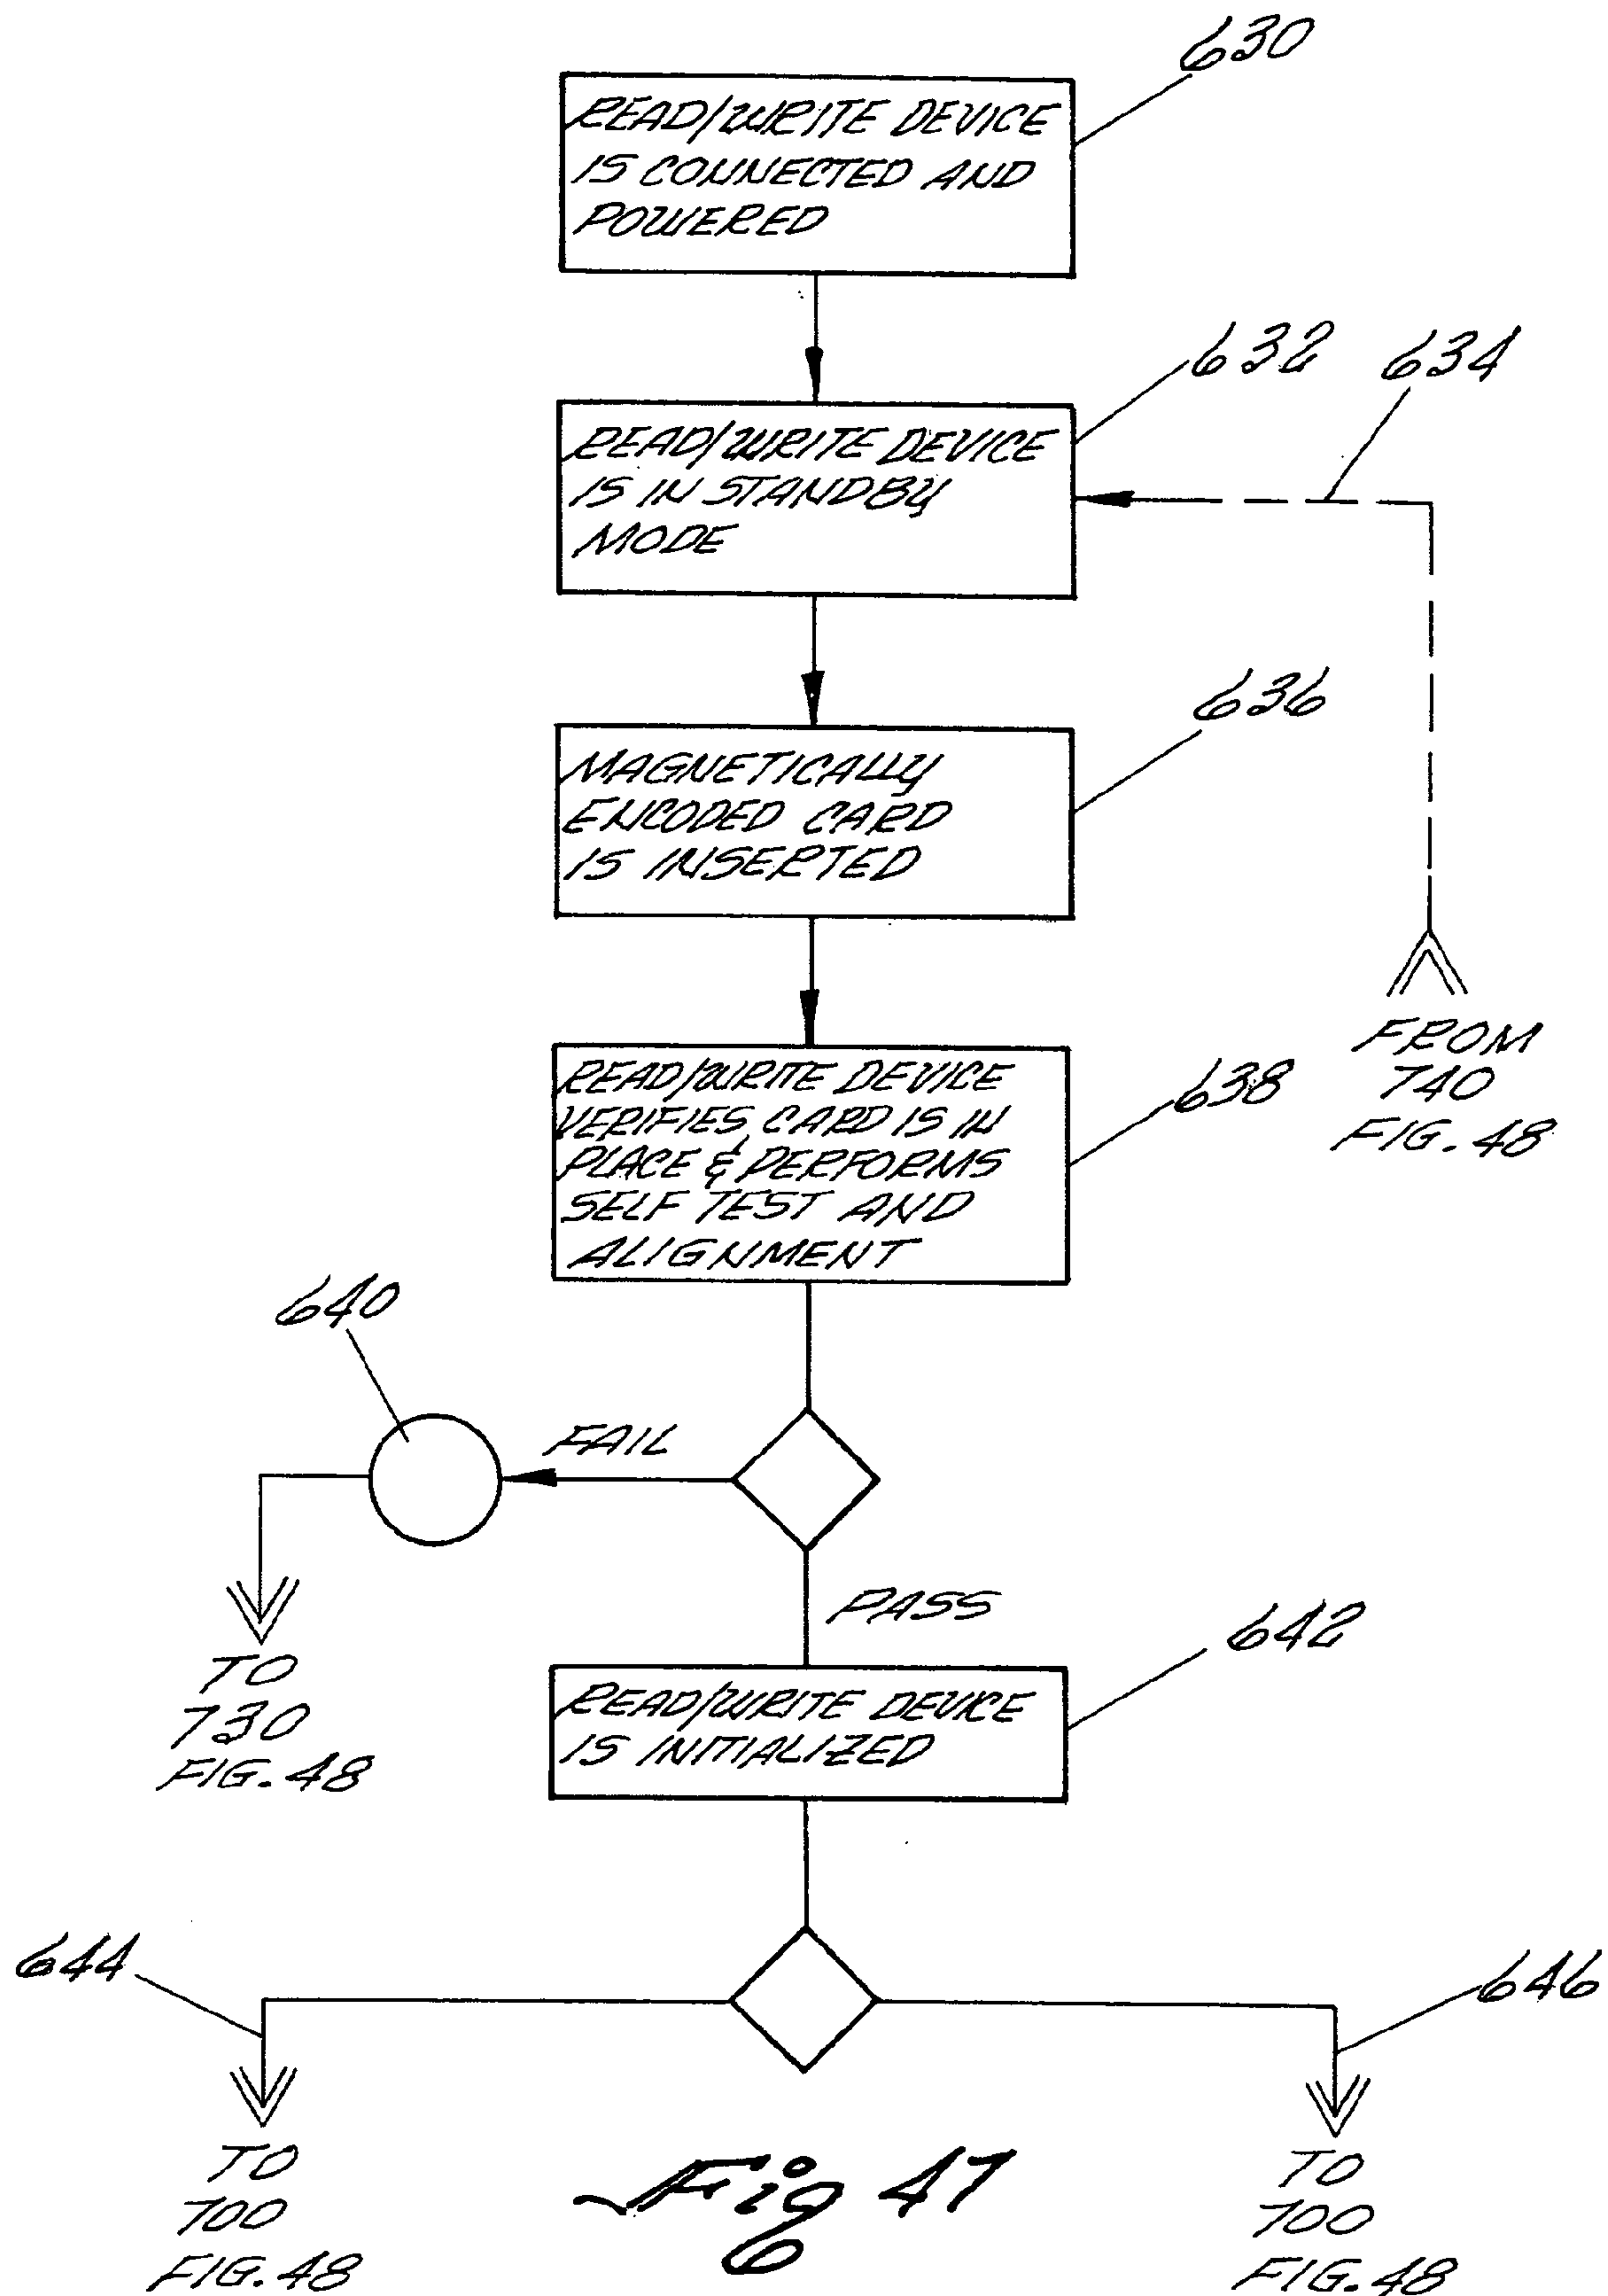 630
READ/WRITE DEVICE
IS CONNECTED AND
POWERED
632
634
READ/WRITE DEVICE
IS IN STANDBY
MODE
636
MAGNETICALLY
ENCODED CARD
IS INSERTED
FROM
740
FIG. 48
638
READ/WRITE DEVICE
VERIFIES CARD IS IN
PLACE & PERFORMS
SELF TEST AND
ALIGNMENT
640
FAIL
PASS
TO
730
FIG. 48
642
READ/WRITE DEVICE
IS INITIALIZED
644
646
TO
700
FIG. 48
TO
700
FIG. 48
Fig 47